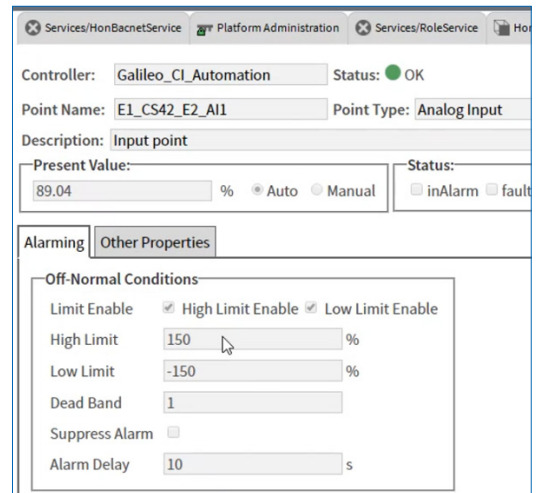 Services/HonBacnetService Platform Administration Services/RoleService
Controller: Galileo_CI_Automation Status: OK
Point Name: E1_CS42_E2_AI1 Point Type: Analog Input
Description: Input point
Present Value: Status:
89.04 % Auto Manual inAlarm fault
Alarming Other Properties
Off-Normal Conditions
Limit Enable High Limit Enable Low Limit Enable
High Limit 150 %
Low Limit -150 %
Dead Band 1
Suppress Alarm
Alarm Delay 10 s